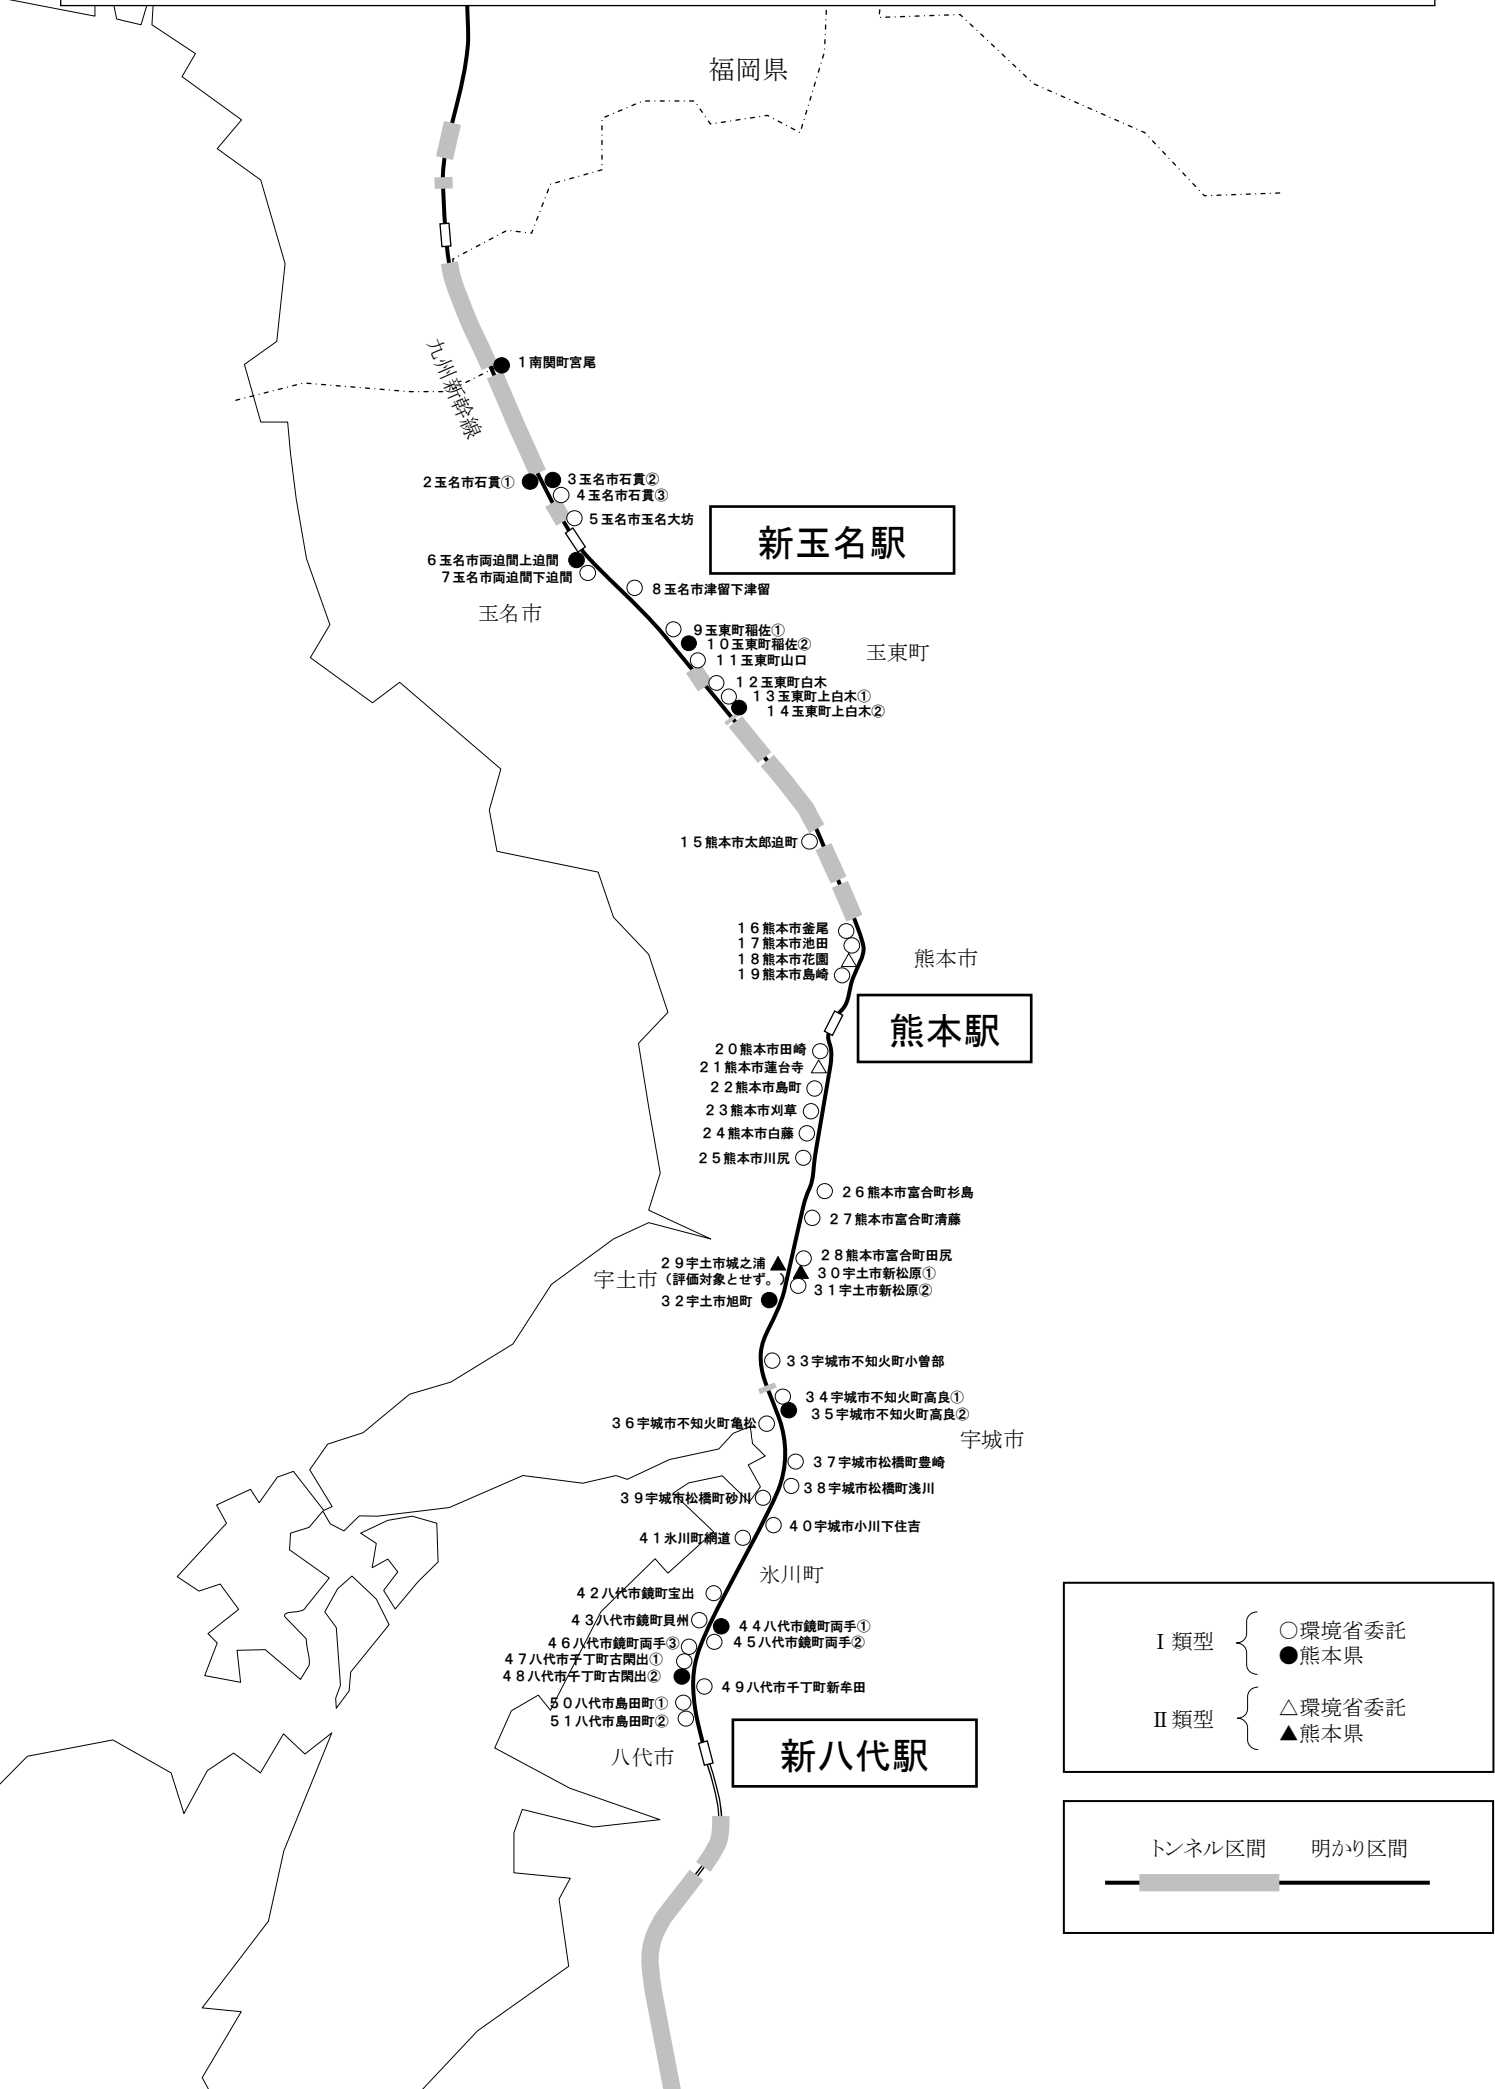 福岡県
九州新幹線
１南関町宮尾
２玉名市石貫①
３玉名市石貫②
４玉名市石貫③
５玉名市玉名大坊
新玉名駅
６玉名市両迫間上迫間
７玉名市両迫間下迫間
８玉名市津留下津留
玉名市
９玉東町稲佐①
１０玉東町稲佐②
１１玉東町山口
玉東町
１２玉東町白木
１３玉東町上白木①
１４玉東町上白木②
１５熊本市太郎迫町
１６熊本市釜尾
１７熊本市池田
１８熊本市花園
１９熊本市島崎
熊本市
熊本駅
２０熊本市田崎
２１熊本市蓮台寺
２２熊本市島町
２３熊本市刈草
２４熊本市白藤
２５熊本市川尻
２６熊本市富合町杉島
２７熊本市富合町清藤
２８熊本市富合町田尻
２９宇土市城之浦
（評価対象とせず。）
宇土市
３０宇土市新松原①
３１宇土市新松原②
３２宇土市旭町
３３宇城市不知火町小曽部
３４宇城市不知火町高良①
３５宇城市不知火町高良②
３６宇城市不知火町亀松
宇城市
３７宇城市松橋町豊崎
３８宇城市松橋町浅川
３９宇城市松橋町砂川
４０宇城市小川下住吉
４１氷川町網道
氷川町
４２八代市鏡町宝出
４３八代市鏡町貝州
４４八代市鏡町両手①
４５八代市鏡町両手②
４６八代市鏡町両手③
４７八代市千丁町古閑出①
４８八代市千丁町古閑出②
４９八代市千丁町新牟田
５０八代市島田町①
５１八代市島田町②
八代市
新八代駅
Ⅰ類型
○環境省委託
●熊本県
Ⅱ類型
△環境省委託
▲熊本県
トンネル区間 明かり区間